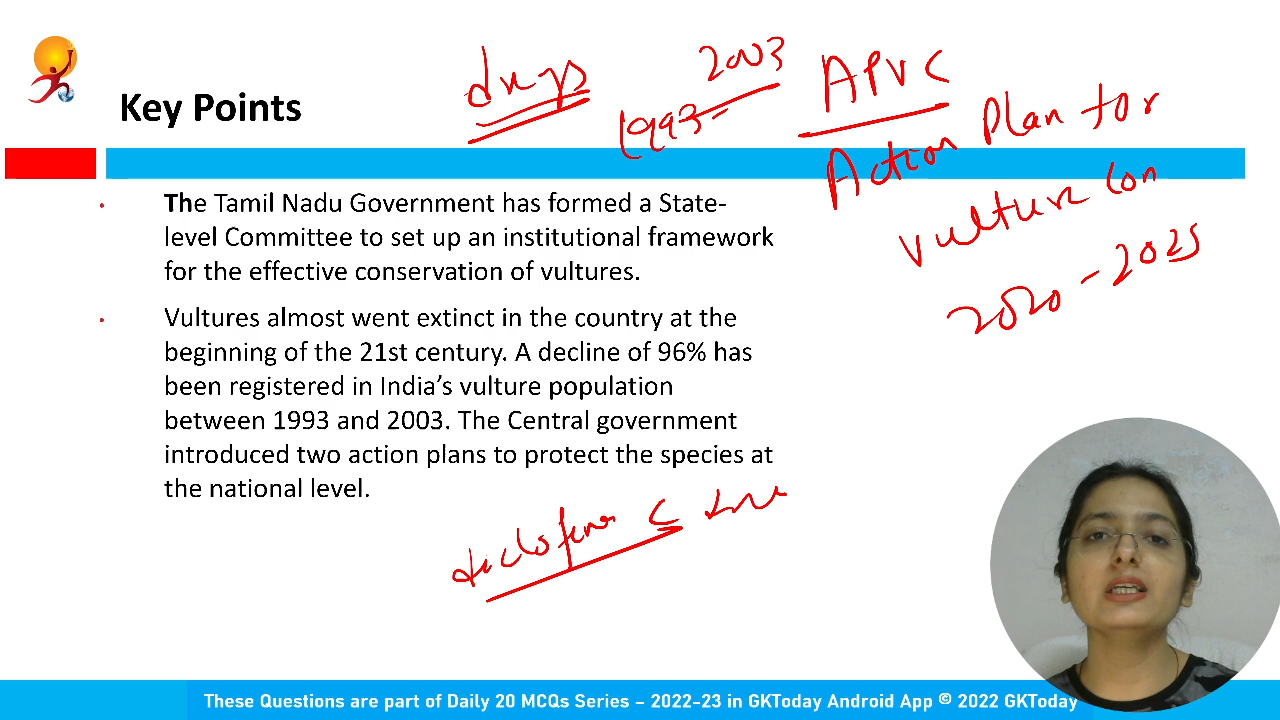 drugs
2003
1993
APVC
Action Plan for
Vulture Con
2020 - 2025
Key Points
The Tamil Nadu Government has formed a State-
level Committee to set up an institutional framework
for the effective conservation of vultures.
Vultures almost went extinct in the country at the
beginning of the 21st century. A decline of 96% has
been registered in India's vulture population
between 1993 and 2003. The Central government
introduced two action plans to protect the species at
the national level.
diclofenac
These Questions are part of Daily 20 MCQs Series – 2022-23 in GKToday Android App © 2022 GKToday